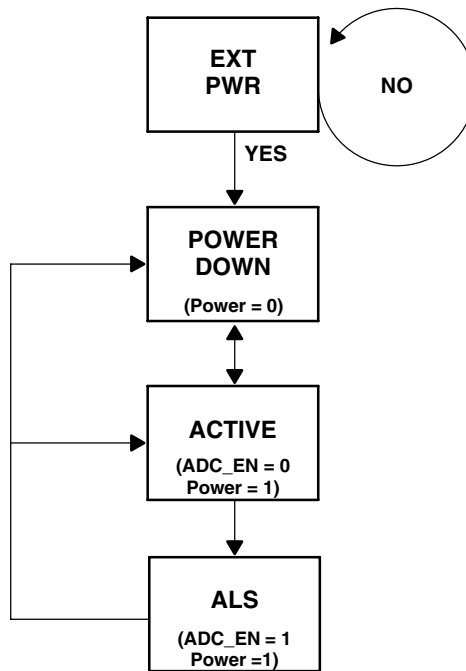 EXT
PWR
NO
YES
POWER
DOWN
(Power = 0)
ACTIVE
(ADC_EN = 0
Power = 1)
ALS
(ADC_EN = 1
Power =1)